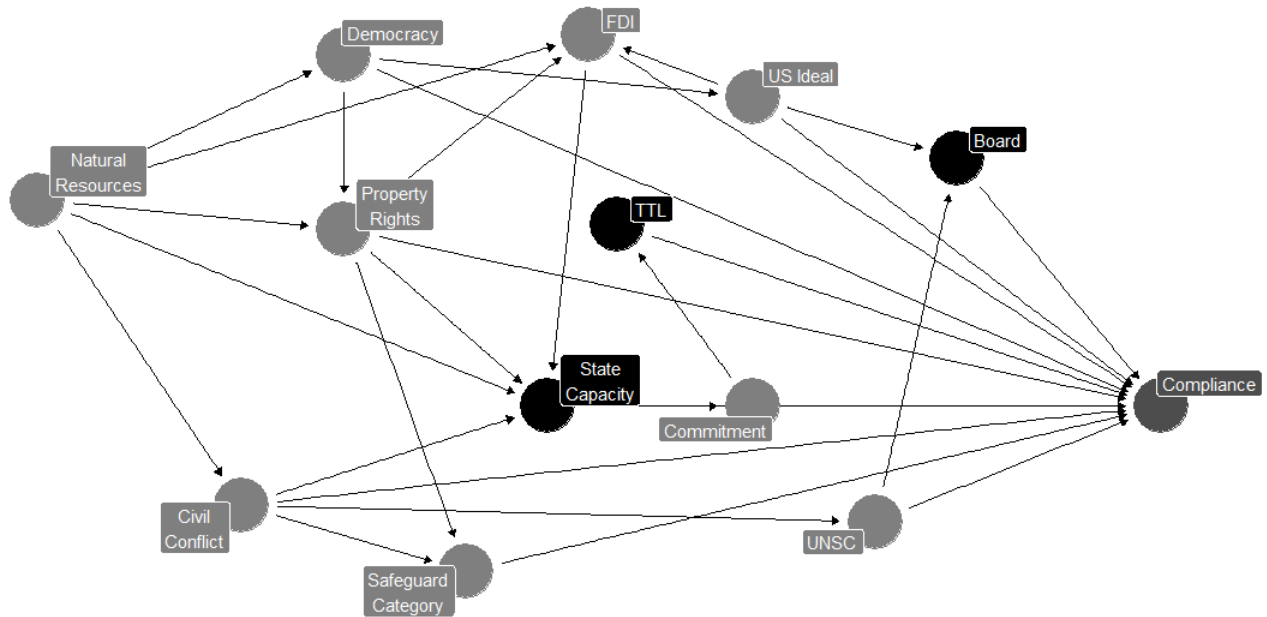 FDI
Democracy
US Ideal
Board
Natural
Resources
Property
Rights
TTL
State
Capacity
Compliance
Commitment
Civil
Conflict
UNSC
Safeguard
Category